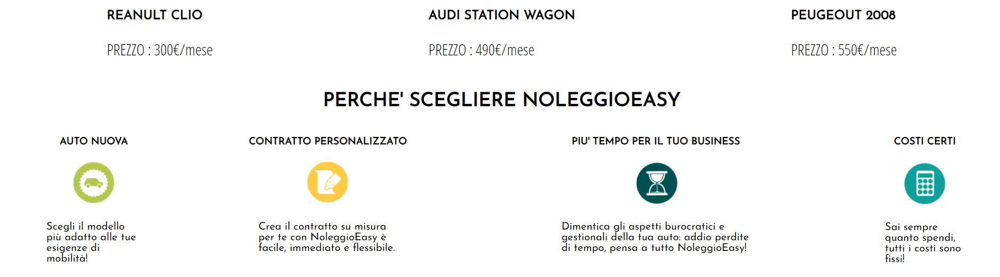 REANULT CLIO
AUDI STATION WAGON
PEUGEOUT 2008
PREZZO : 300€/mese
PREZZO : 490€/mese
PREZZO : 550€/mese
PERCHE' SCEGLIERE NOLEGGIOEASY
AUTO NUOVA
CONTRATTO PERSONALIZZATO
PIU' TEMPO PER IL TUO BUSINESS
COSTI CERTI
Scegli il modello
più adatto alle tue
esigenze di
mobilità!
Crea il contratto su misura
per te con NoleggioEasy è
facile, immediato e flessibile.
Dimentica gli aspetti burocratici e
gestionali della tua auto: addio perdite
di tempo, pensa a tutto NoleggioEasy!
Sai sempre
quanto spendi,
tutti i costi sono
fissi!